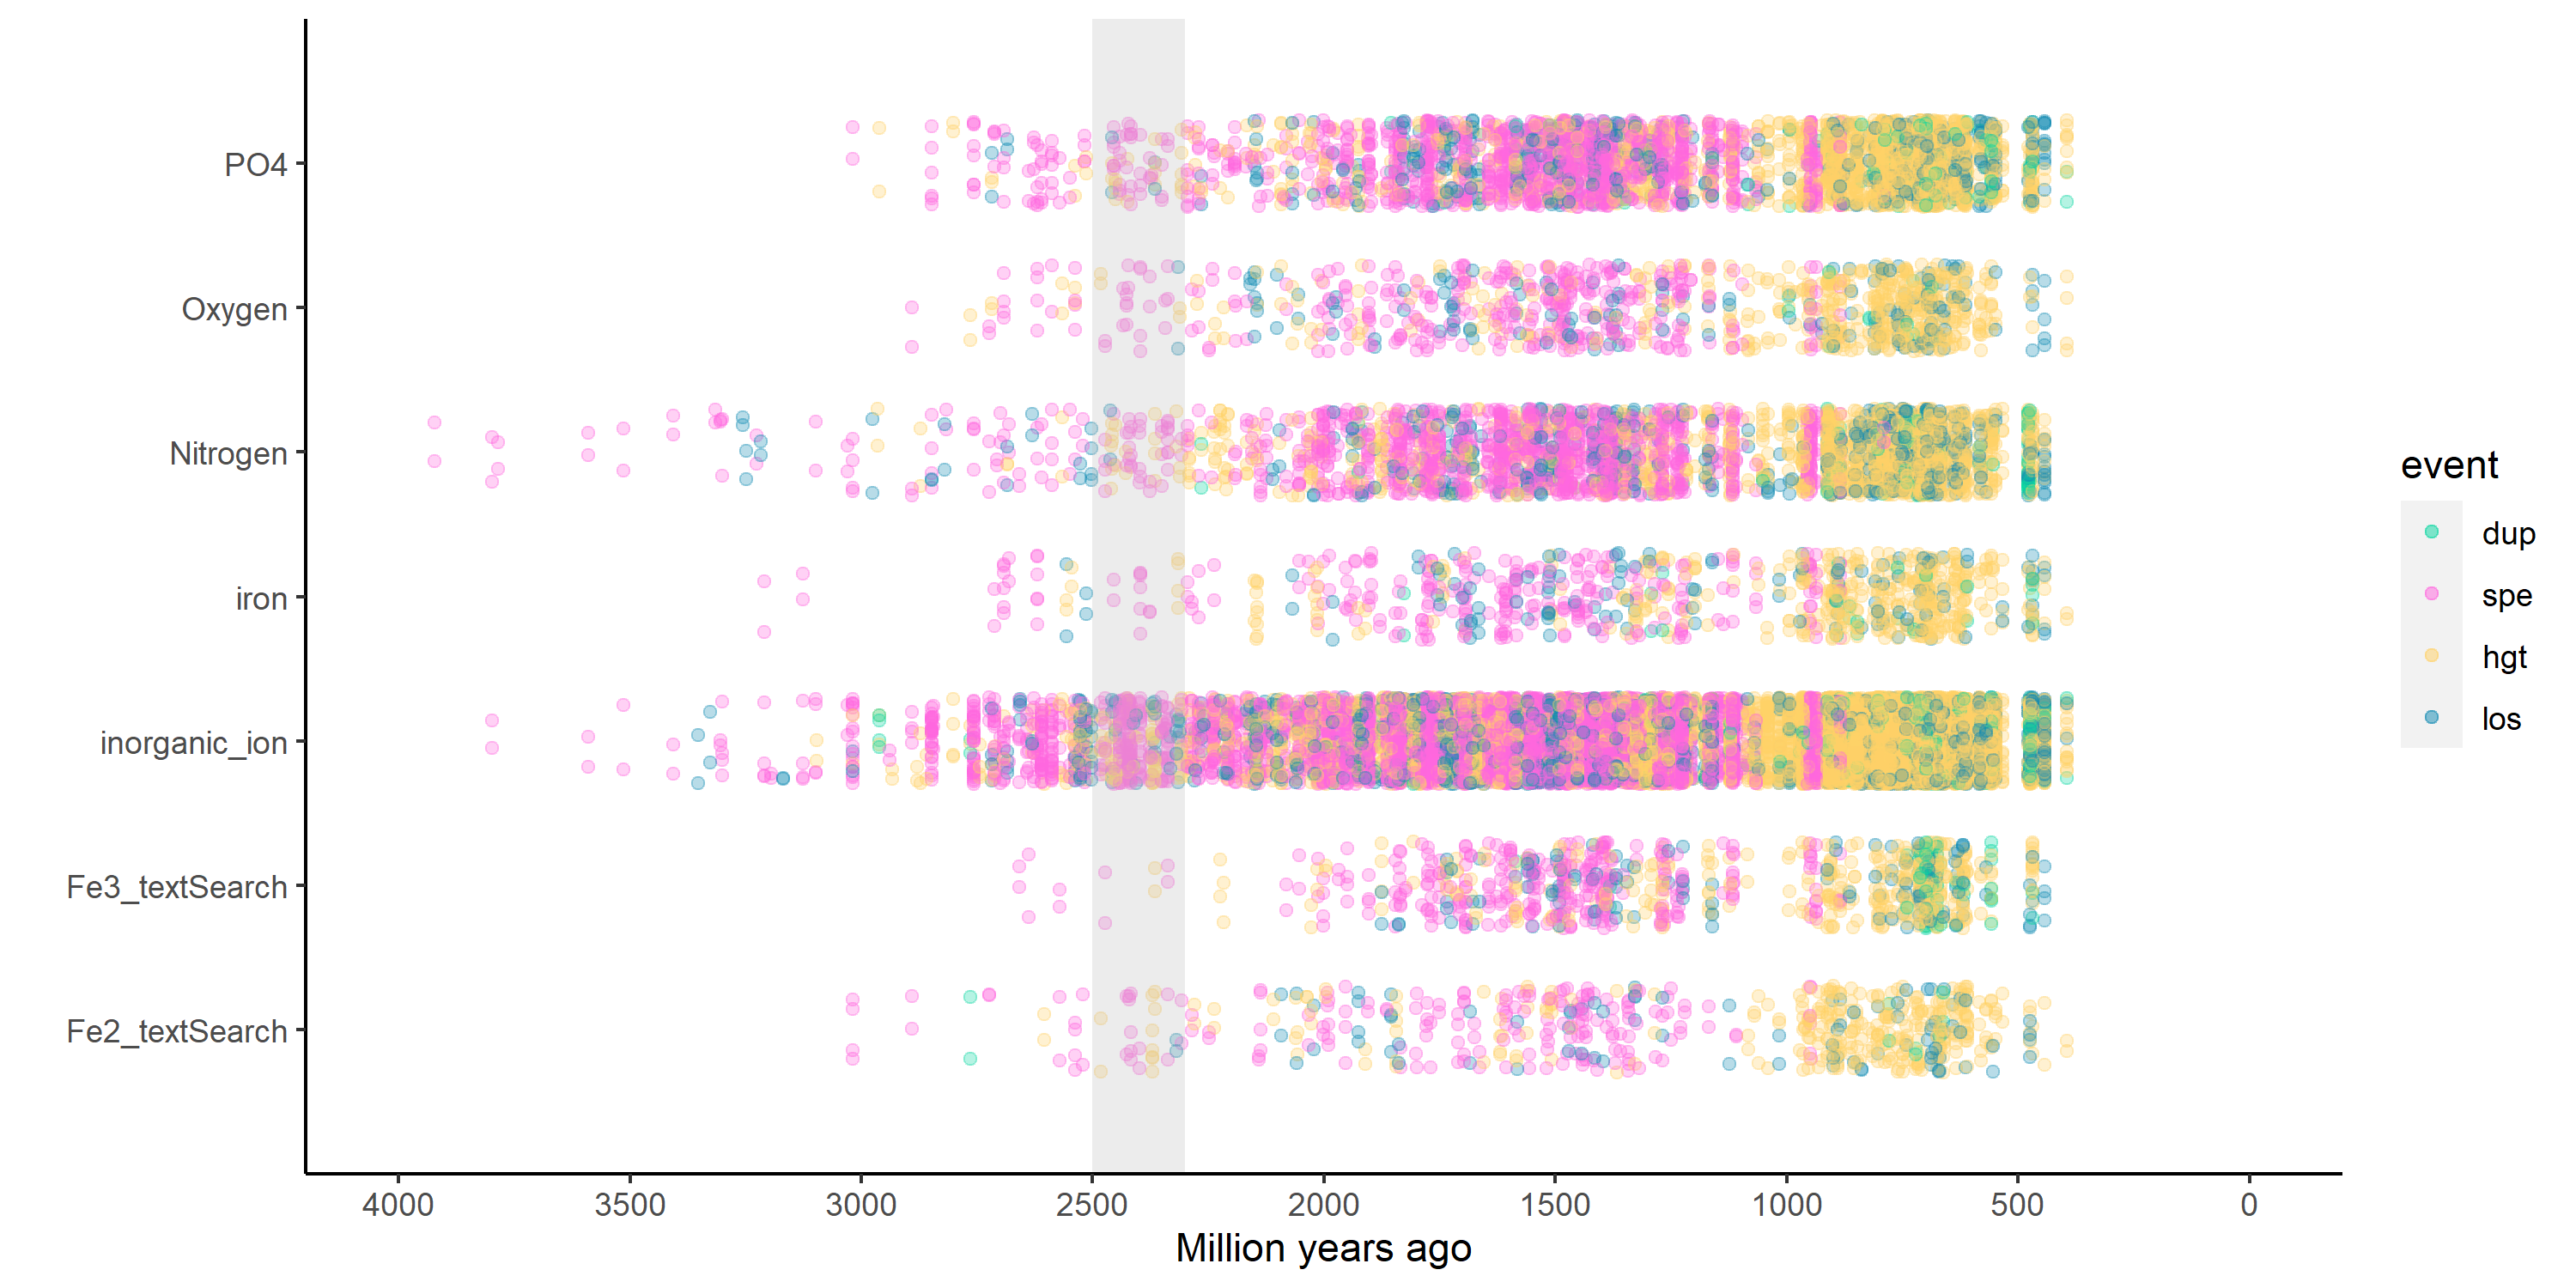 PO4
Oxygen
Nitrogen
iron
inorganic_ion
Fe3_textSearch
Fe2_textSearch
4000 3500 3000 2500 2000 1500 1000 500 0
Million years ago
event
dup
spe
hgt
los